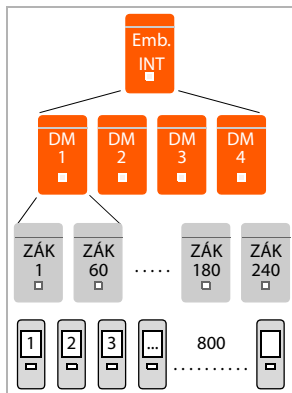 Emb.
INT
DM
1
DM
2
DM
3
DM
4
ZÁK
1
ZÁK
60
.....
ZÁK
180
ZÁK
240
1
2
3
...
800
..........